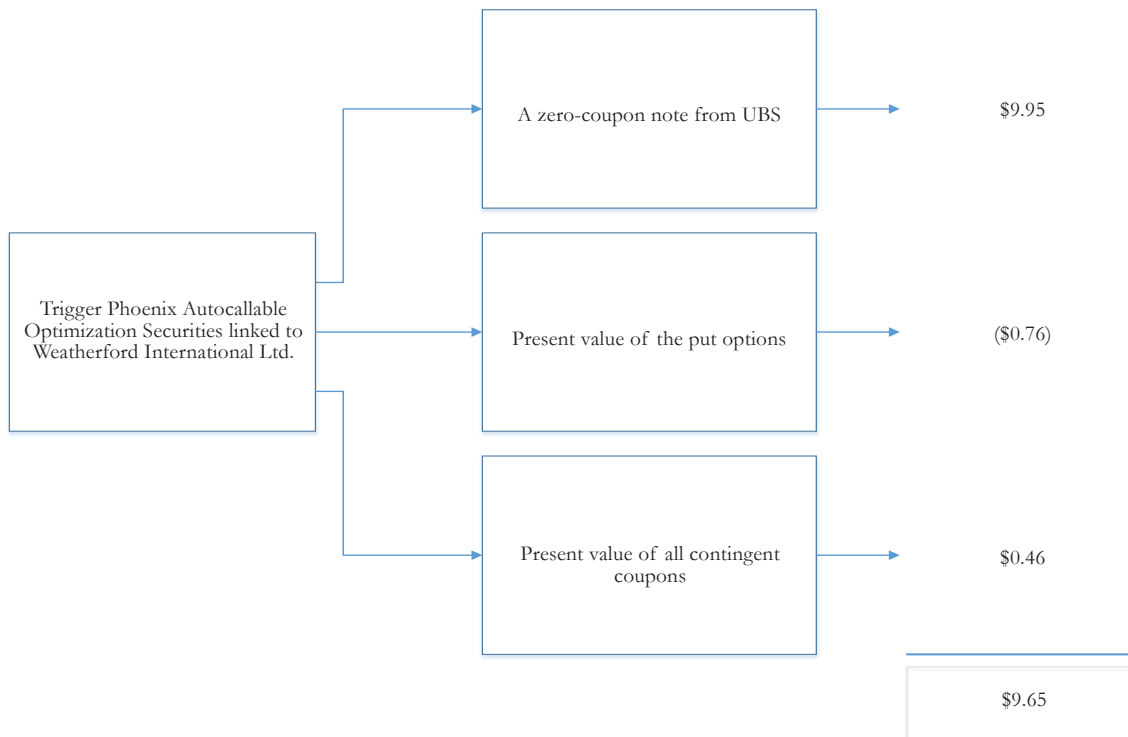 A zero-coupon note from UBS
$9.95
Trigger Phoenix Autocallable
Optimization Securities linked to
Weatherford International Ltd.
Present value of the put options
($0.76)
Present value of all contingent
coupons
$0.46
$9.65